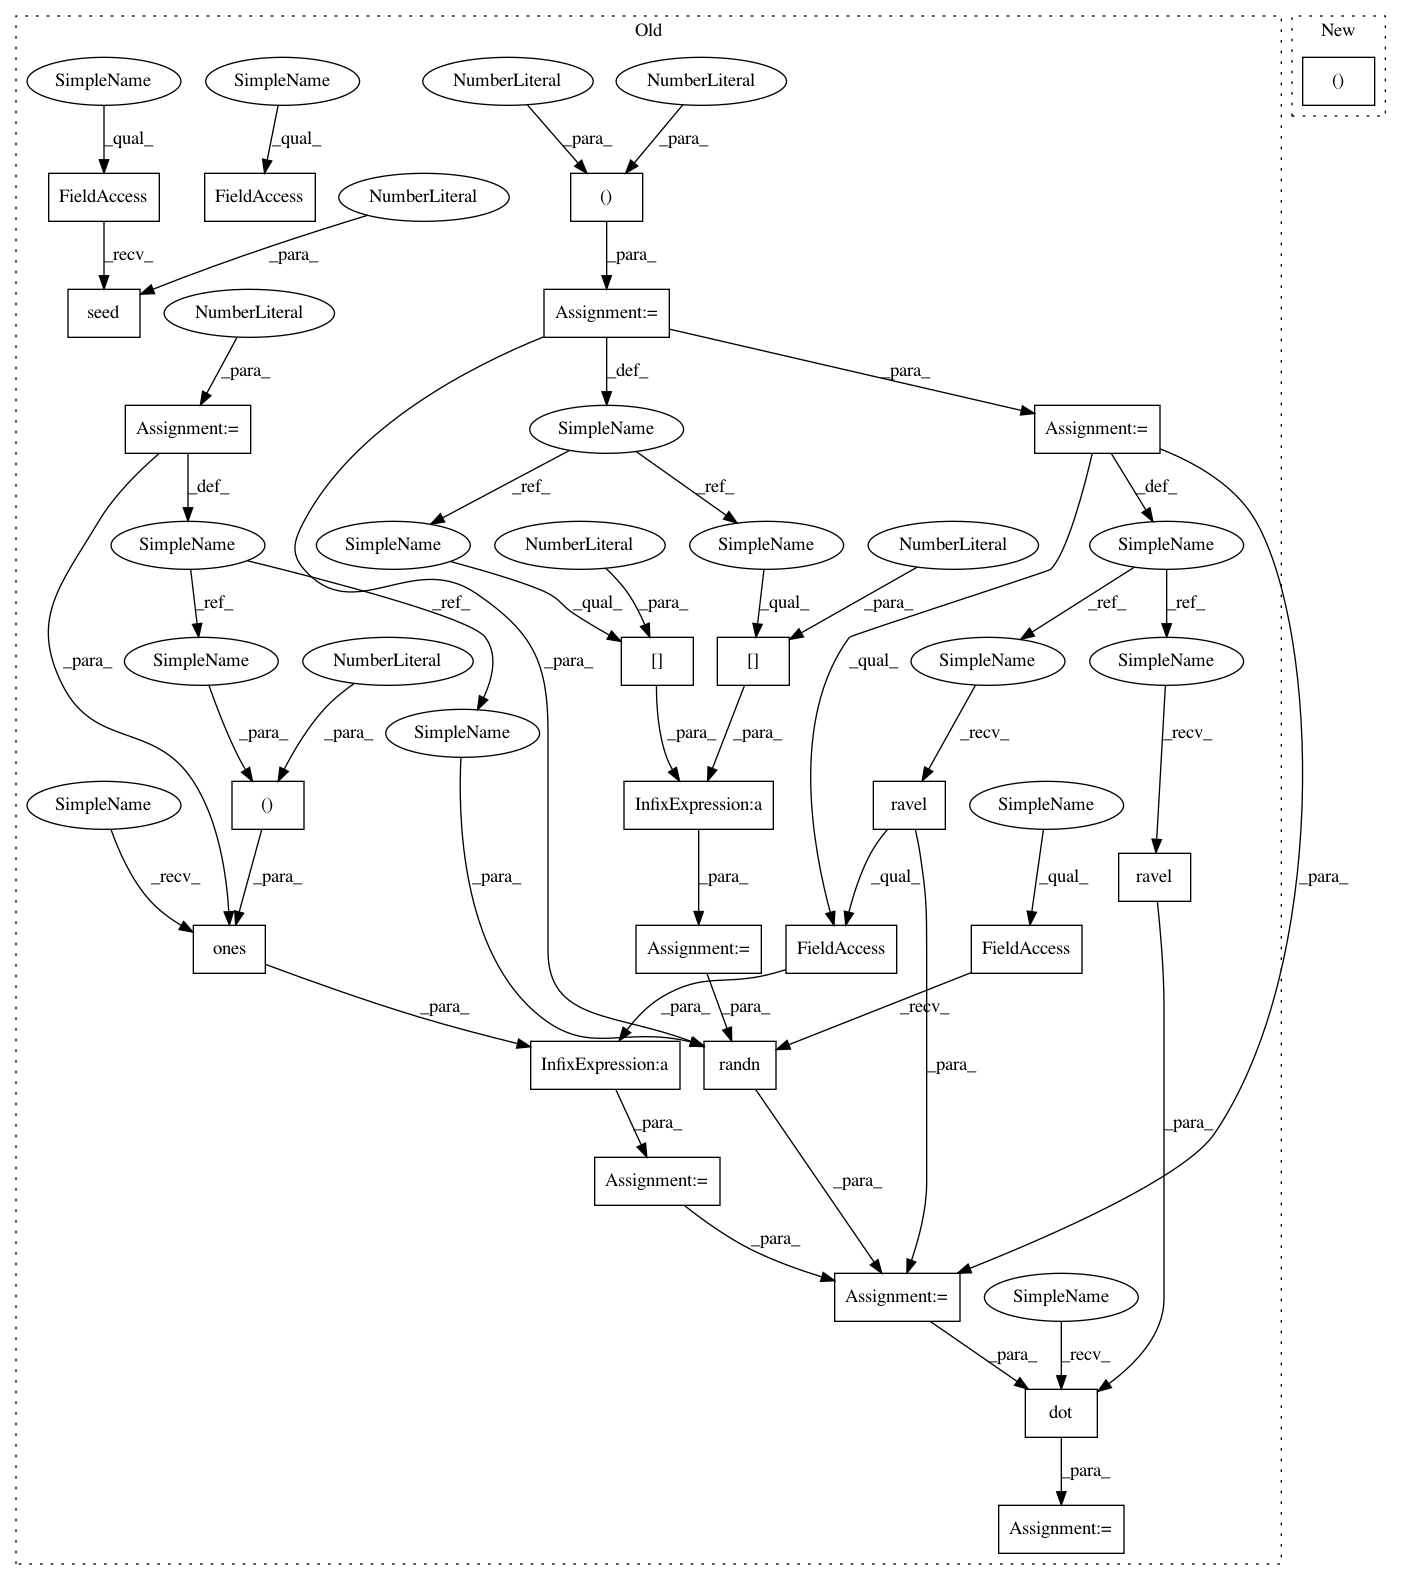 Old
New
SimpleName
SimpleName
NumberLiteral
NumberLiteral
()
_qual_
_qual_
_para_
_para_
FieldAccess
FieldAccess
NumberLiteral
()
_recv_
_para_
_para_
seed
NumberLiteral
Assignment:=
_para_
_def_
_para_
Assignment:=
SimpleName
Assignment:=
_def_
_ref_
_ref_
_def_
SimpleName
SimpleName
NumberLiteral
SimpleName
NumberLiteral
SimpleName
_ref_
_ref_
_qual_
_para_
_qual_
_para_
_ref_
_ref_
SimpleName
NumberLiteral
[]
[]
SimpleName
SimpleName
_para_
_para_
_qual_
_para_
_para_
SimpleName
_para_
_para_
_recv_
_recv_
SimpleName
()
InfixExpression:a
ravel
SimpleName
_recv_
_para_
_para_
_para_
_qual_
_qual_
ravel
_para_
ones
Assignment:=
FieldAccess
FieldAccess
_para_
_para_
_para_
_recv_
InfixExpression:a
randn
_para_
_para_
_para_
Assignment:=
_para_
_para_
Assignment:=
SimpleName
_para_
_recv_
dot
_para_
Assignment:=